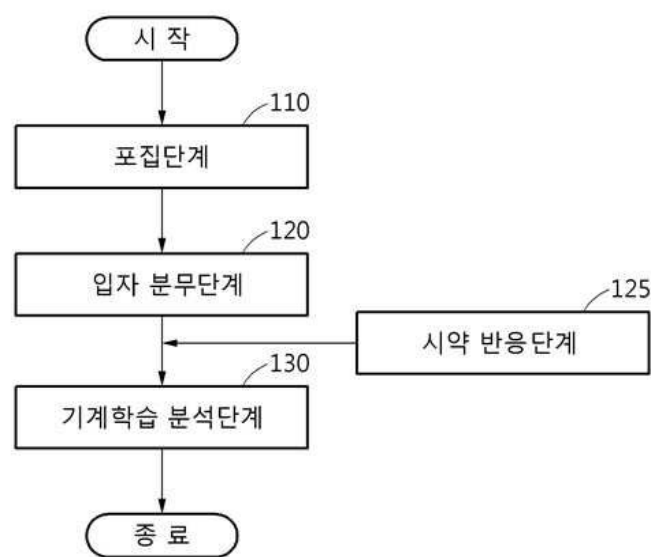 시 작
110
포집단계
120
입자 분무단계
125
시약 반응단계
130
기계학습 분석단계
종 료